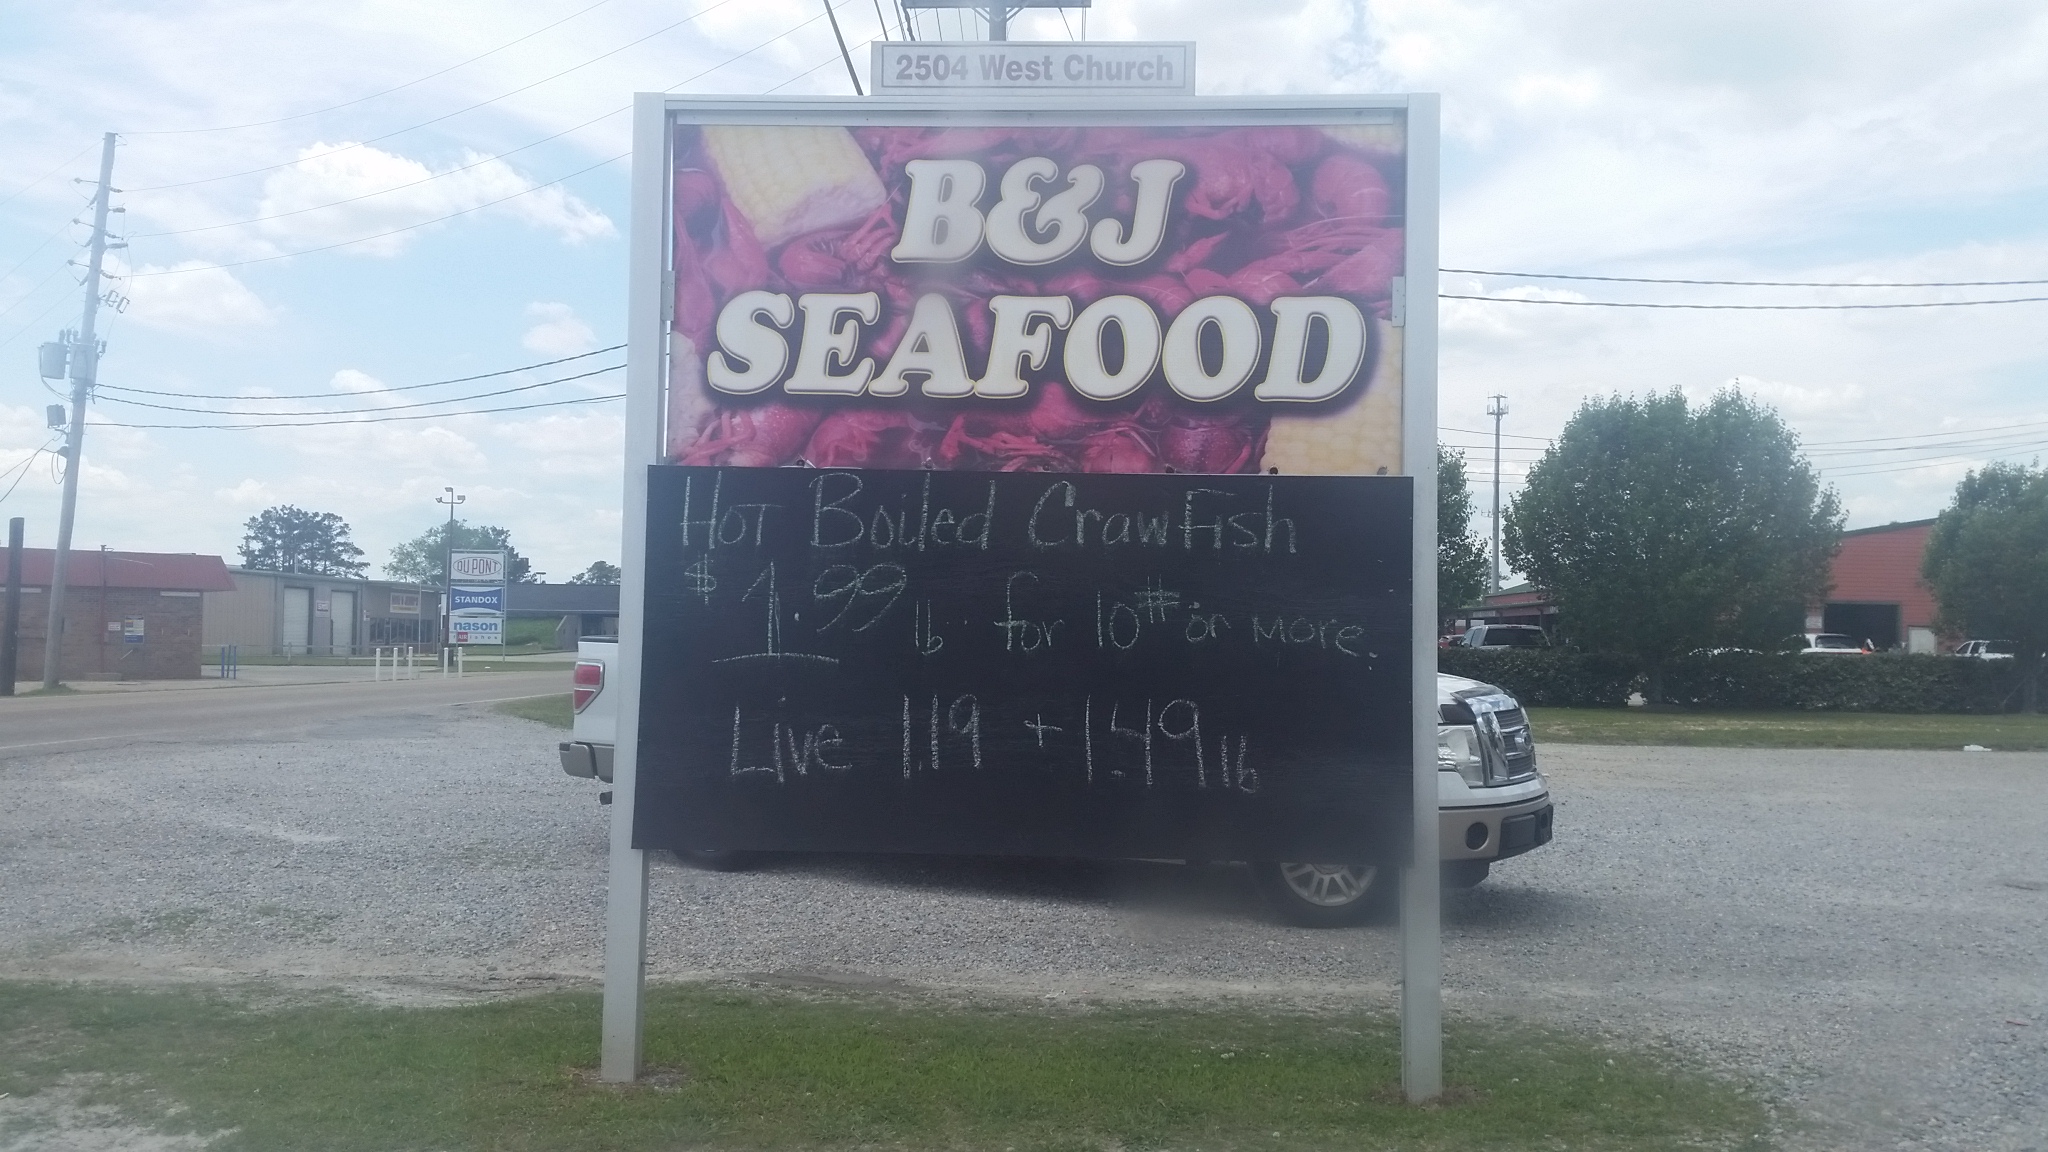 2504 West Church
B&J
SEAFOOD
Hot Boiled CrawFish
$1.99 lb for 10# or more.
Live 1.19 + 1.49 lb
DUPONT
STANDOX
nason